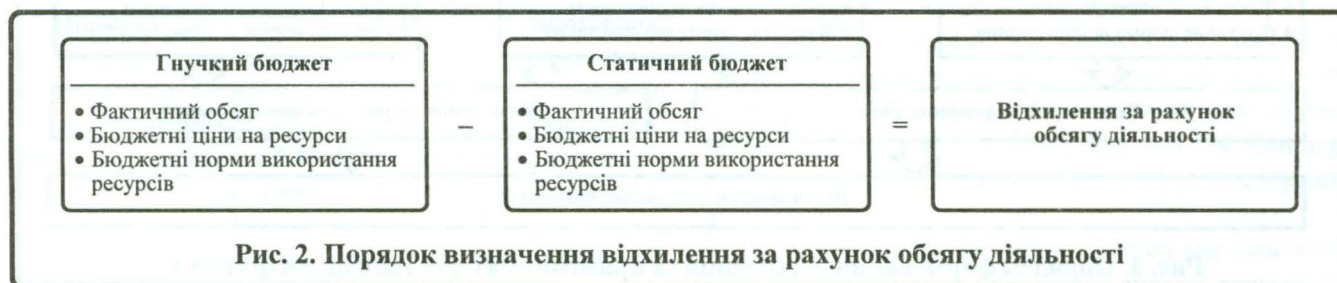 Гнучкий бюджет
• Фактичний обсяг
• Бюджетні ціни на ресурси
• Бюджетні норми використання
ресурсів
–
Статичний бюджет
• Фактичний обсяг
• Бюджетні ціни на ресурси
• Бюджетні норми використання
ресурсів
=
Відхилення за рахунок
обсягу діяльності
Рис. 2. Порядок визначення відхилення за рахунок обсягу діяльності